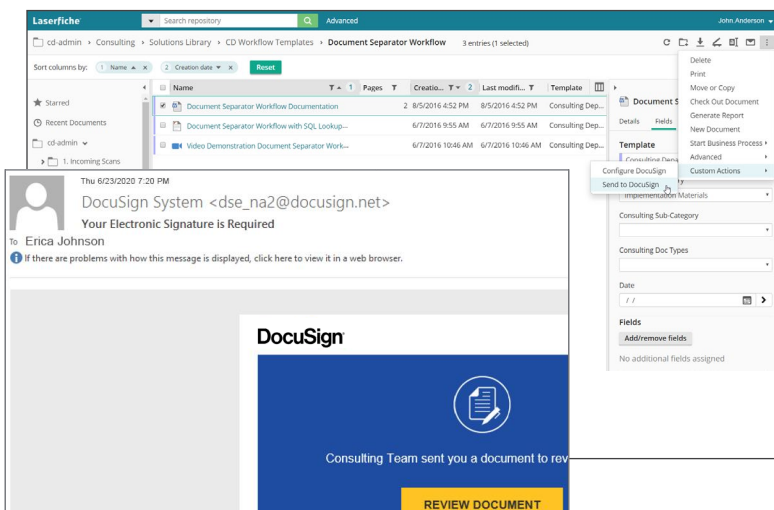 Laserfiche
Search repository
Advanced
John.Anderson
cd-admin › Consulting › Solutions Library › CD Workflow Templates › Document Separator Workflow 3 entries (1 selected)
Sort columns by: 1 Name × 2 Creation date × Reset
Starred
Recent Documents
cd-admin
1. Incoming Scans
Name 1 Pages Creatio... 2 Last modifi... Template
Document Separator Workflow Documentation 2 8/5/2016 4:52 PM 8/5/2016 4:52 PM Consulting Dep...
Document Separator Workflow with SQL Lookup... 6/7/2016 9:55 AM 6/7/2016 9:55 AM Consulting Dep...
Video Demonstration Document Separator Work... 6/7/2016 10:46 AM 6/7/2016 10:46 AM Consulting Dep...
Document S
Details Fields
Template
Consulting Depa
Delete
Print
Move or Copy
Check Out Document
Generate Report
New Document
Start Business Process
Advanced
Custom Actions
Configure DocuSign
Send to DocuSign
Implementation Materials
Consulting Sub-Category
Consulting Doc Types
Date
/ /
Fields
Add/remove fields
No additional fields assigned
Thu 6/23/2020 7:20 PM
DocuSign System <dse_na2@docusign.net>
Your Electronic Signature is Required
To Erica Johnson
If there are problems with how this message is displayed, click here to view it in a web browser.
DocuSign
Consulting Team sent you a document to rev
REVIEW DOCUMENT